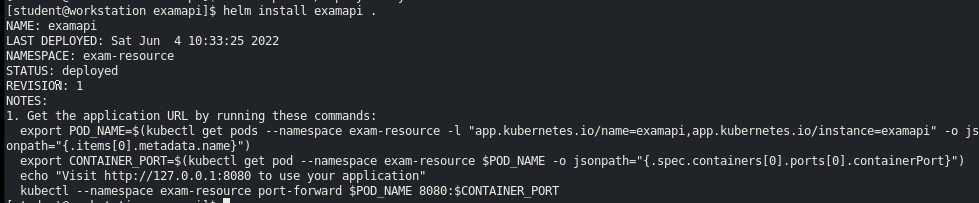 [student@workstation examapi]$ helm install examapi .
NAME: examapi
LAST DEPLOYED: Sat Jun  4 10:33:25 2022
NAMESPACE: exam-resource
STATUS: deployed
REVISION: 1
NOTES:
1. Get the application URL by running these commands:
  export POD_NAME=$(kubectl get pods --namespace exam-resource -l "app.kubernetes.io/name=examapi,app.kubernetes.io/instance=examapi" -o js
onpath="{.items[0].metadata.name}")
  export CONTAINER_PORT=$(kubectl get pod --namespace exam-resource $POD_NAME -o jsonpath="{.spec.containers[0].ports[0].containerPort}")
  echo "Visit http://127.0.0.1:8080 to use your application"
  kubectl --namespace exam-resource port-forward $POD_NAME 8080:$CONTAINER_PORT
[student@workstation examapi]$